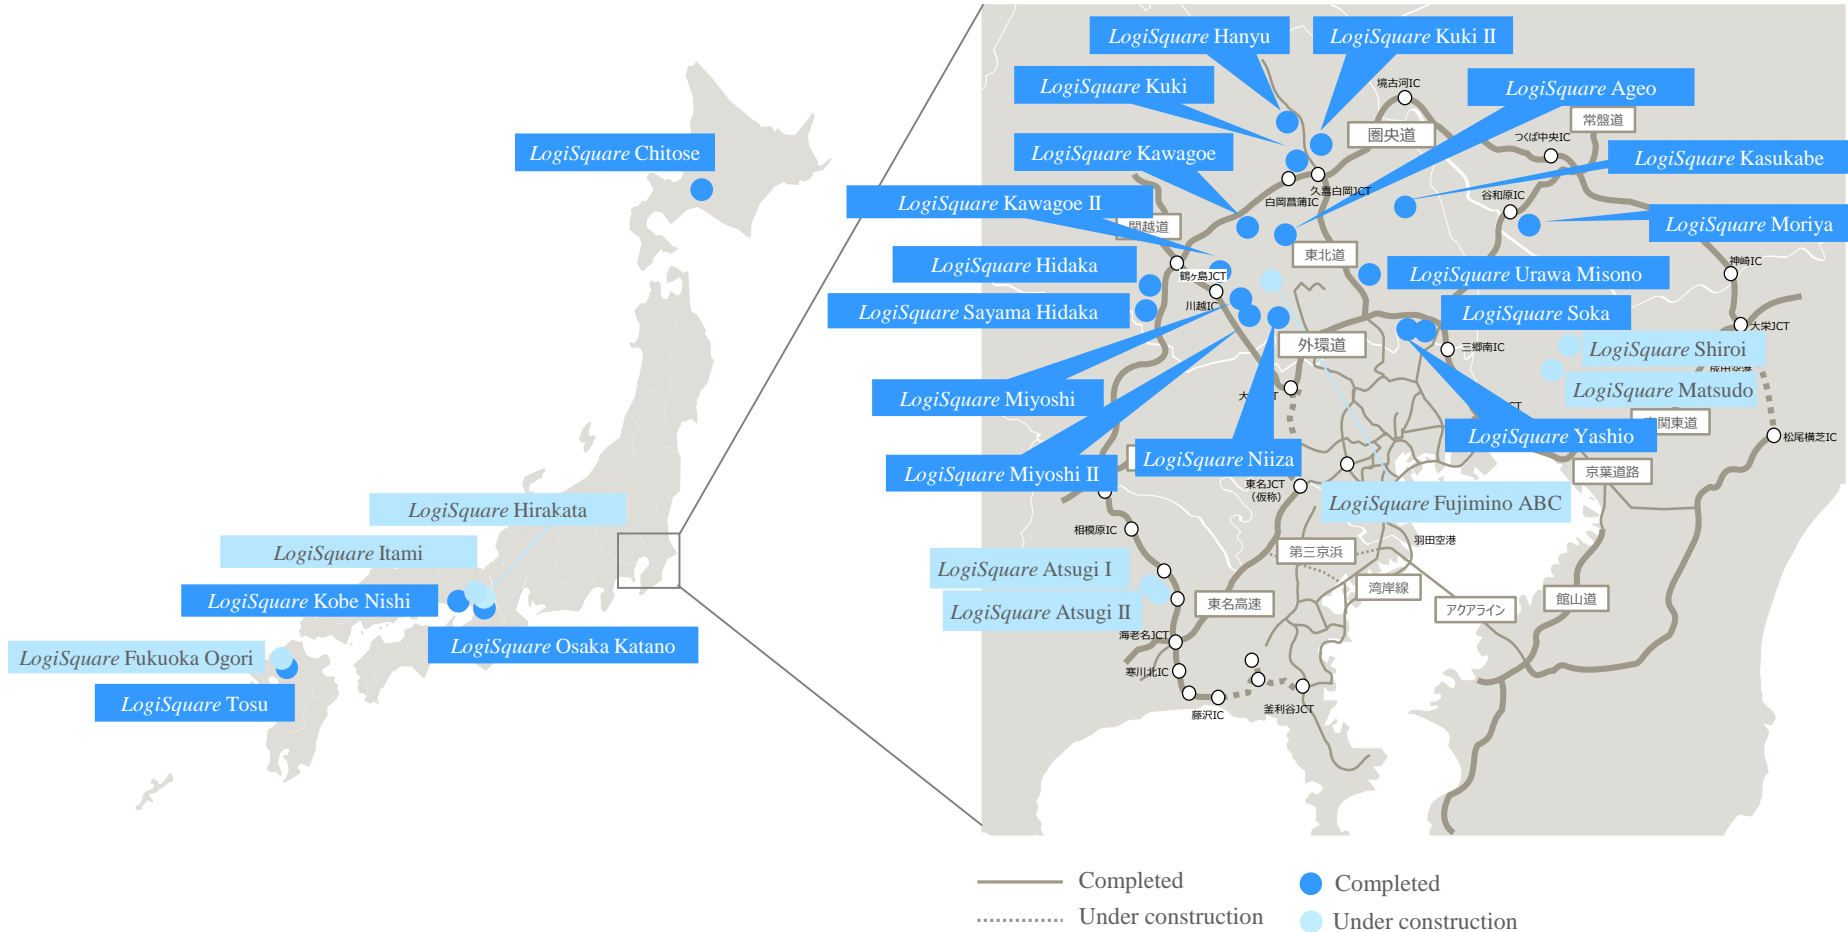 LogiSquare Hanyu
LogiSquare Kuki II
LogiSquare Kuki
LogiSquare Ageo
境古河IC
圏央道
常盤道
つくば中央IC
LogiSquare Chitose
LogiSquare Kawagoe
LogiSquare Kasukabe
久喜白岡JCT
白岡菖蒲IC
谷和原IC
LogiSquare Kawagoe II
関越道
LogiSquare Moriya
東北道
LogiSquare Hidaka
鶴ヶ島JCT
LogiSquare Urawa Misono
神崎IC
川越IC
LogiSquare Sayama Hidaka
LogiSquare Soka
大栄JCT
外環道
三郷南IC
LogiSquare Shiroi
成田空港
LogiSquare Matsudo
LogiSquare Miyoshi
関東道
LogiSquare Yashio
松尾横芝IC
LogiSquare Niiza
LogiSquare Miyoshi II
京葉道路
東名JCT
(仮称)
LogiSquare Fujimino ABC
LogiSquare Hirakata
相模原IC
羽田空港
LogiSquare Itami
第三京浜
LogiSquare Atsugi I
湾岸線
LogiSquare Kobe Nishi
LogiSquare Atsugi II
東名高速
アクアライン
館山道
海老名JCT
LogiSquare Osaka Katano
LogiSquare Fukuoka Ogori
寒川北IC
LogiSquare Tosu
藤沢IC
釜利谷JCT
Completed
Completed
Under construction
Under construction